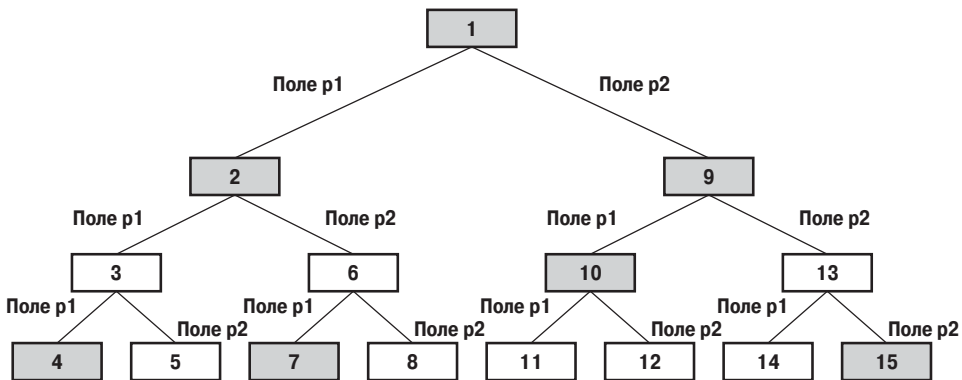 1
Поле p1 Поле p2
2 9
Поле p1 Поле p2 Поле p1 Поле p2
3 6 10 13
Поле p1 Поле p2 Поле p1 Поле p2 Поле p1 Поле p2 Поле p1 Поле p2
4 5 7 8 11 12 14 15